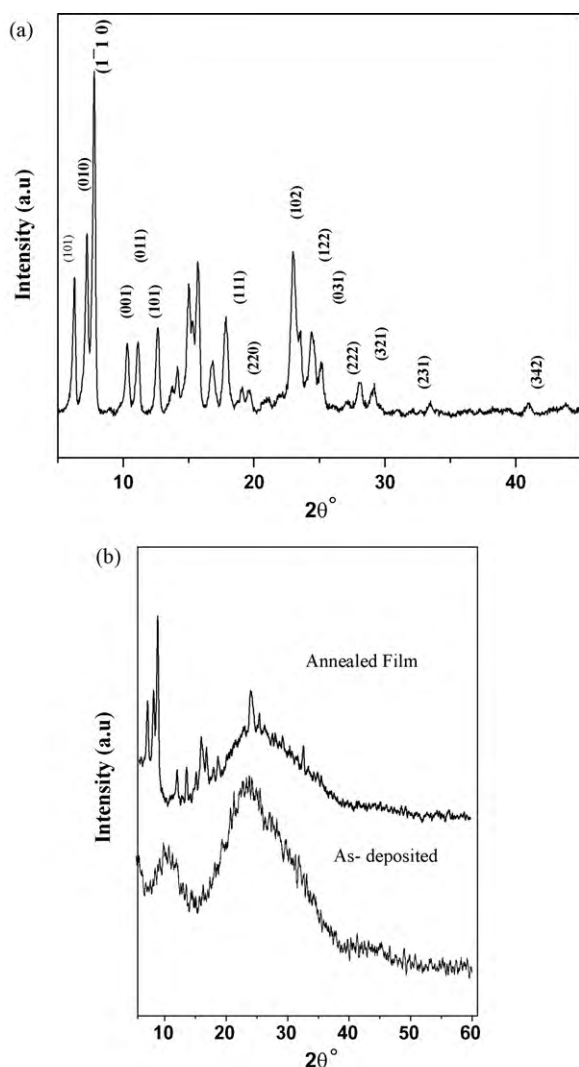 (a)
Intensity (a.u)
(101)
(010)
(1¯1 0)
(001)
(011)
(101)
(111)
(220)
(102)
(122)
(031)
(222)
(321)
(231)
(342)
10 20 30 40
2θ°
(b)
Intensity (a.u)
Annealed Film
As- deposited
10 20 30 40 50 60
2θ°